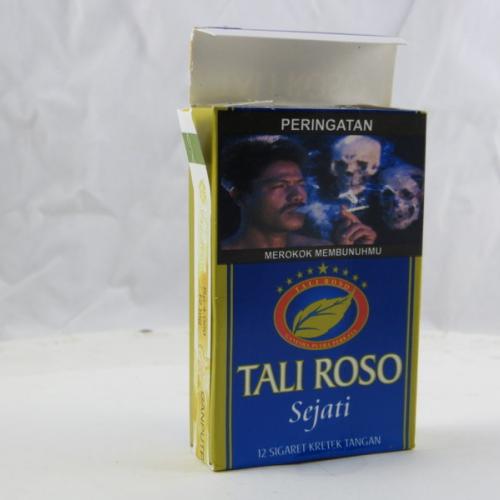 PERINGATAN
MEROKOK MEMBUNUHMU
TALI ROSO
TALI ROSO
Sejati
12 SIGARET KRETEK TANGAN